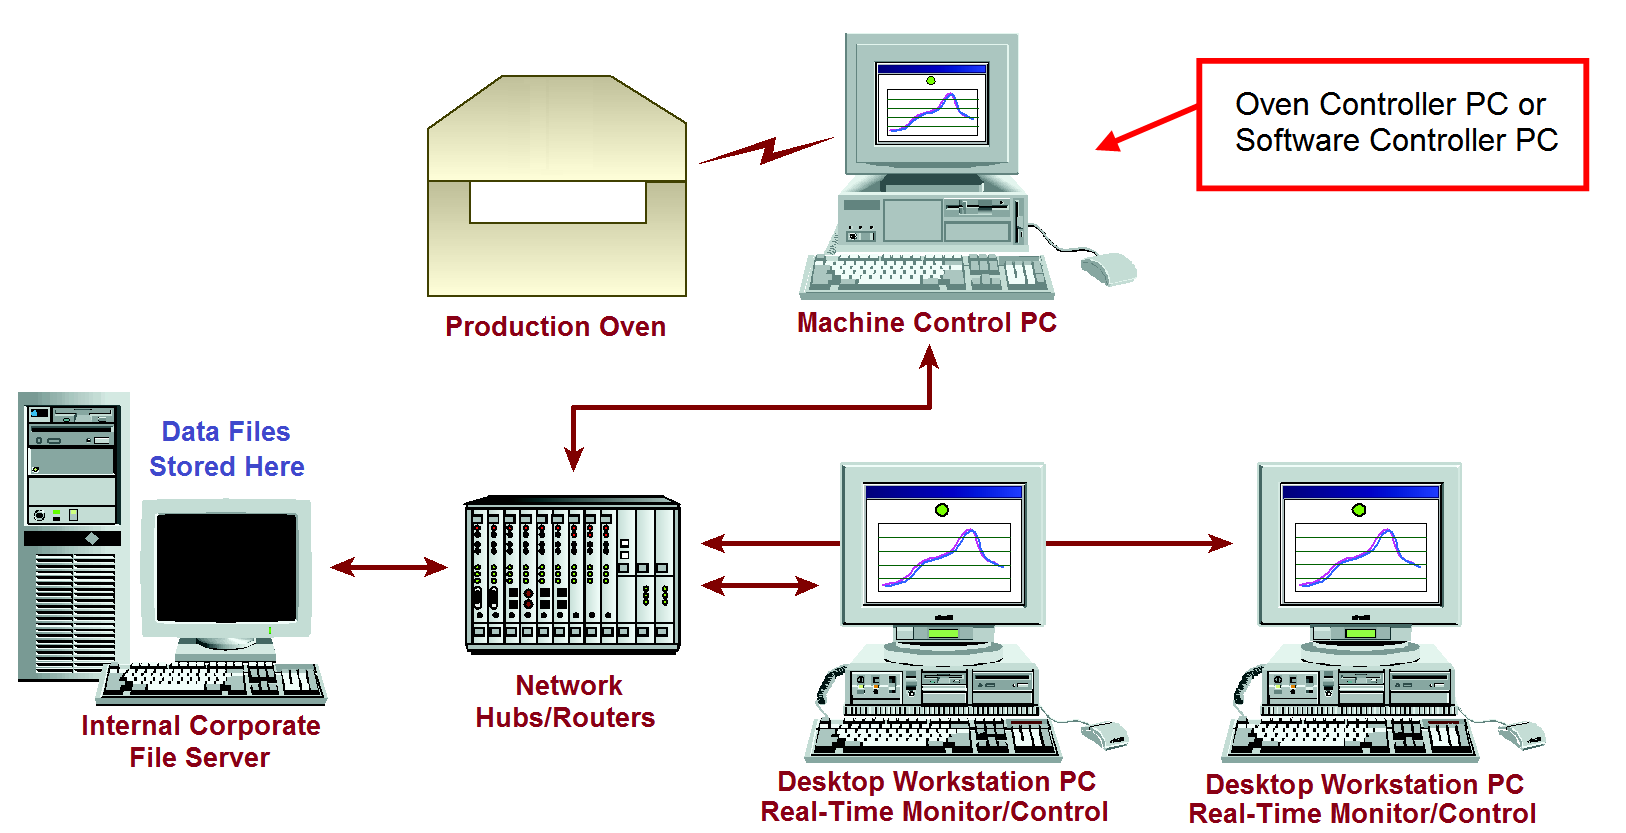 Oven Controller PC or
Software Controller PC
Production Oven
Machine Control PC
Data Files
Stored Here
Network
Hubs/Routers
Internal Corporate
File Server
Desktop Workstation PC
Real-Time Monitor/Control
Desktop Workstation PC
Real-Time Monitor/Control